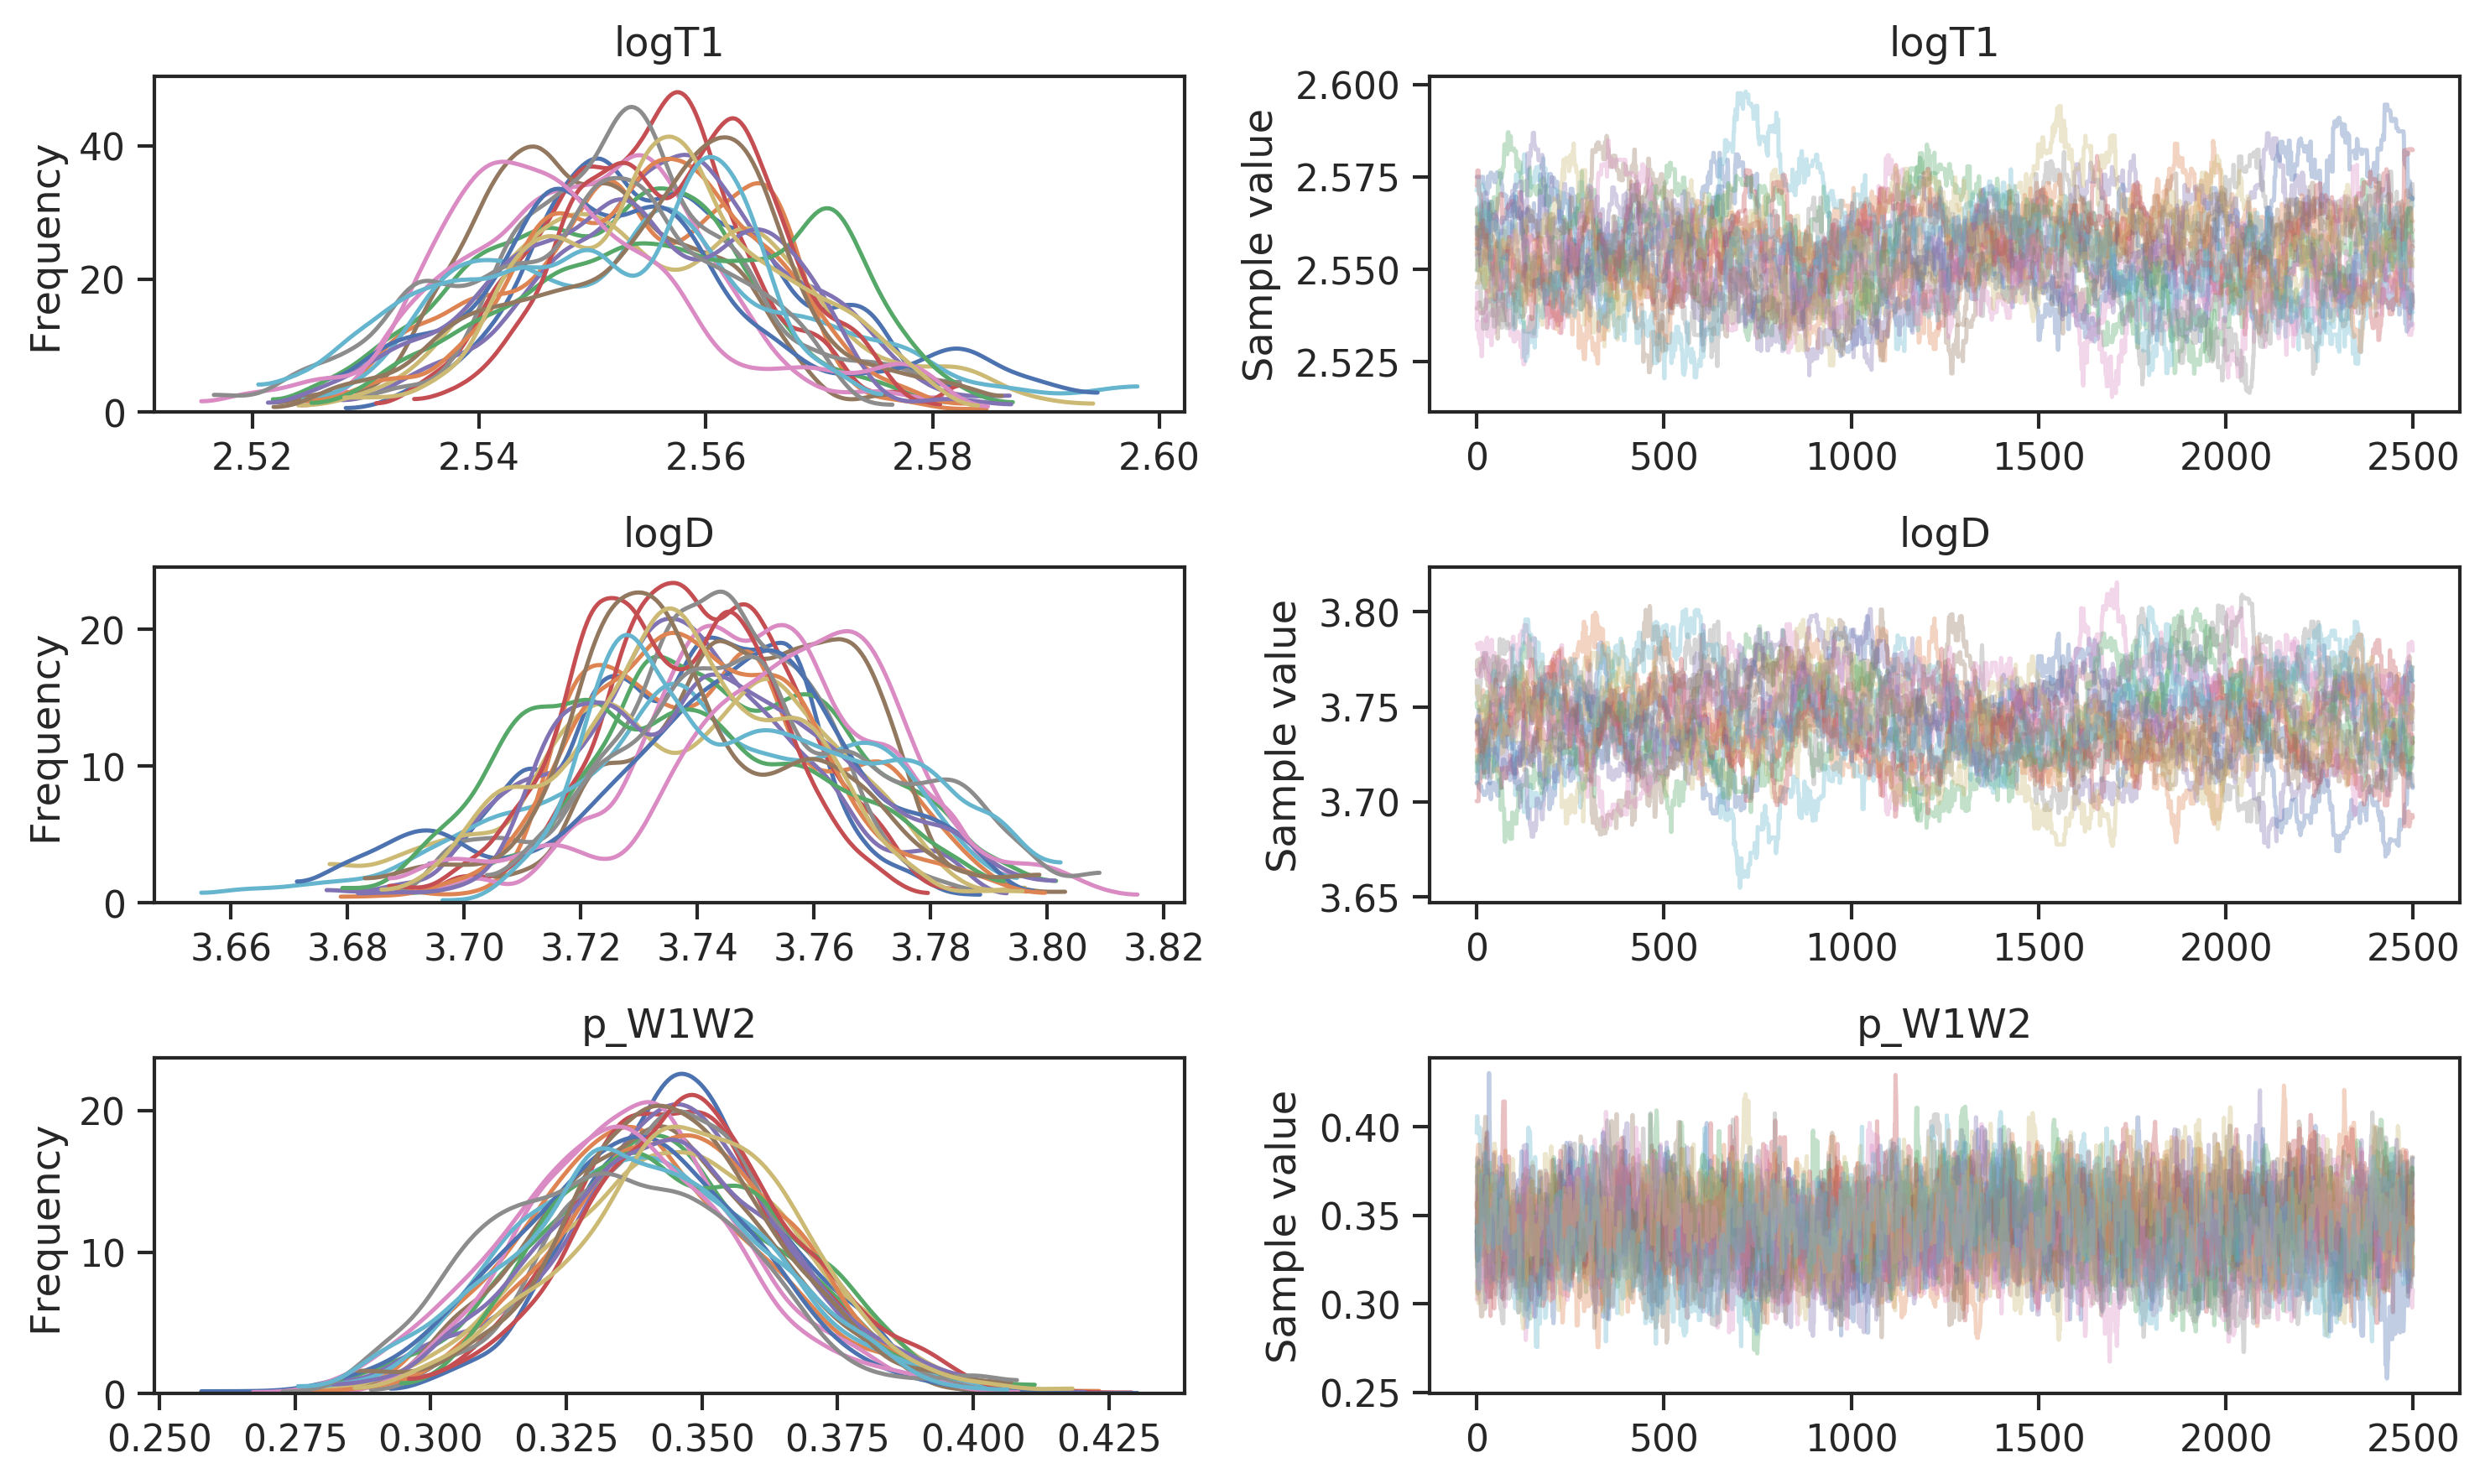 logT1
Frequency
40
20
0
2.52 2.54 2.56 2.58 2.60
logT1
Sample value
2.600
2.575
2.550
2.525
0 500 1000 1500 2000 2500
logD
Frequency
20
10
0
3.66 3.68 3.70 3.72 3.74 3.76 3.78 3.80 3.82
logD
Sample value
3.80
3.75
3.70
3.65
0 500 1000 1500 2000 2500
p_W1W2
Frequency
20
10
0
0.250 0.275 0.300 0.325 0.350 0.375 0.400 0.425
p_W1W2
Sample value
0.40
0.35
0.30
0.25
0 500 1000 1500 2000 2500